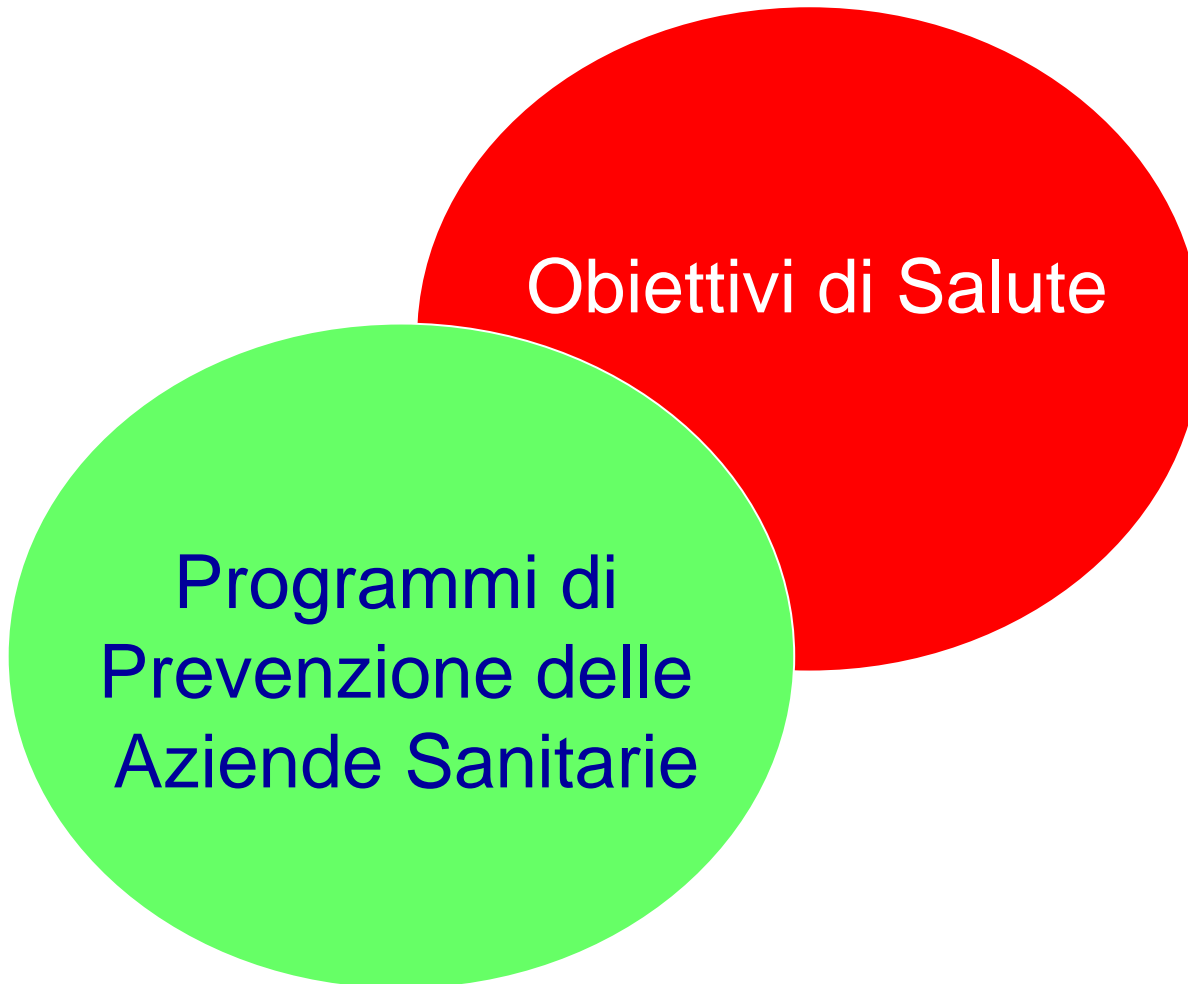 Obiettivi di Salute
Programmi di
Prevenzione delle
Aziende Sanitarie